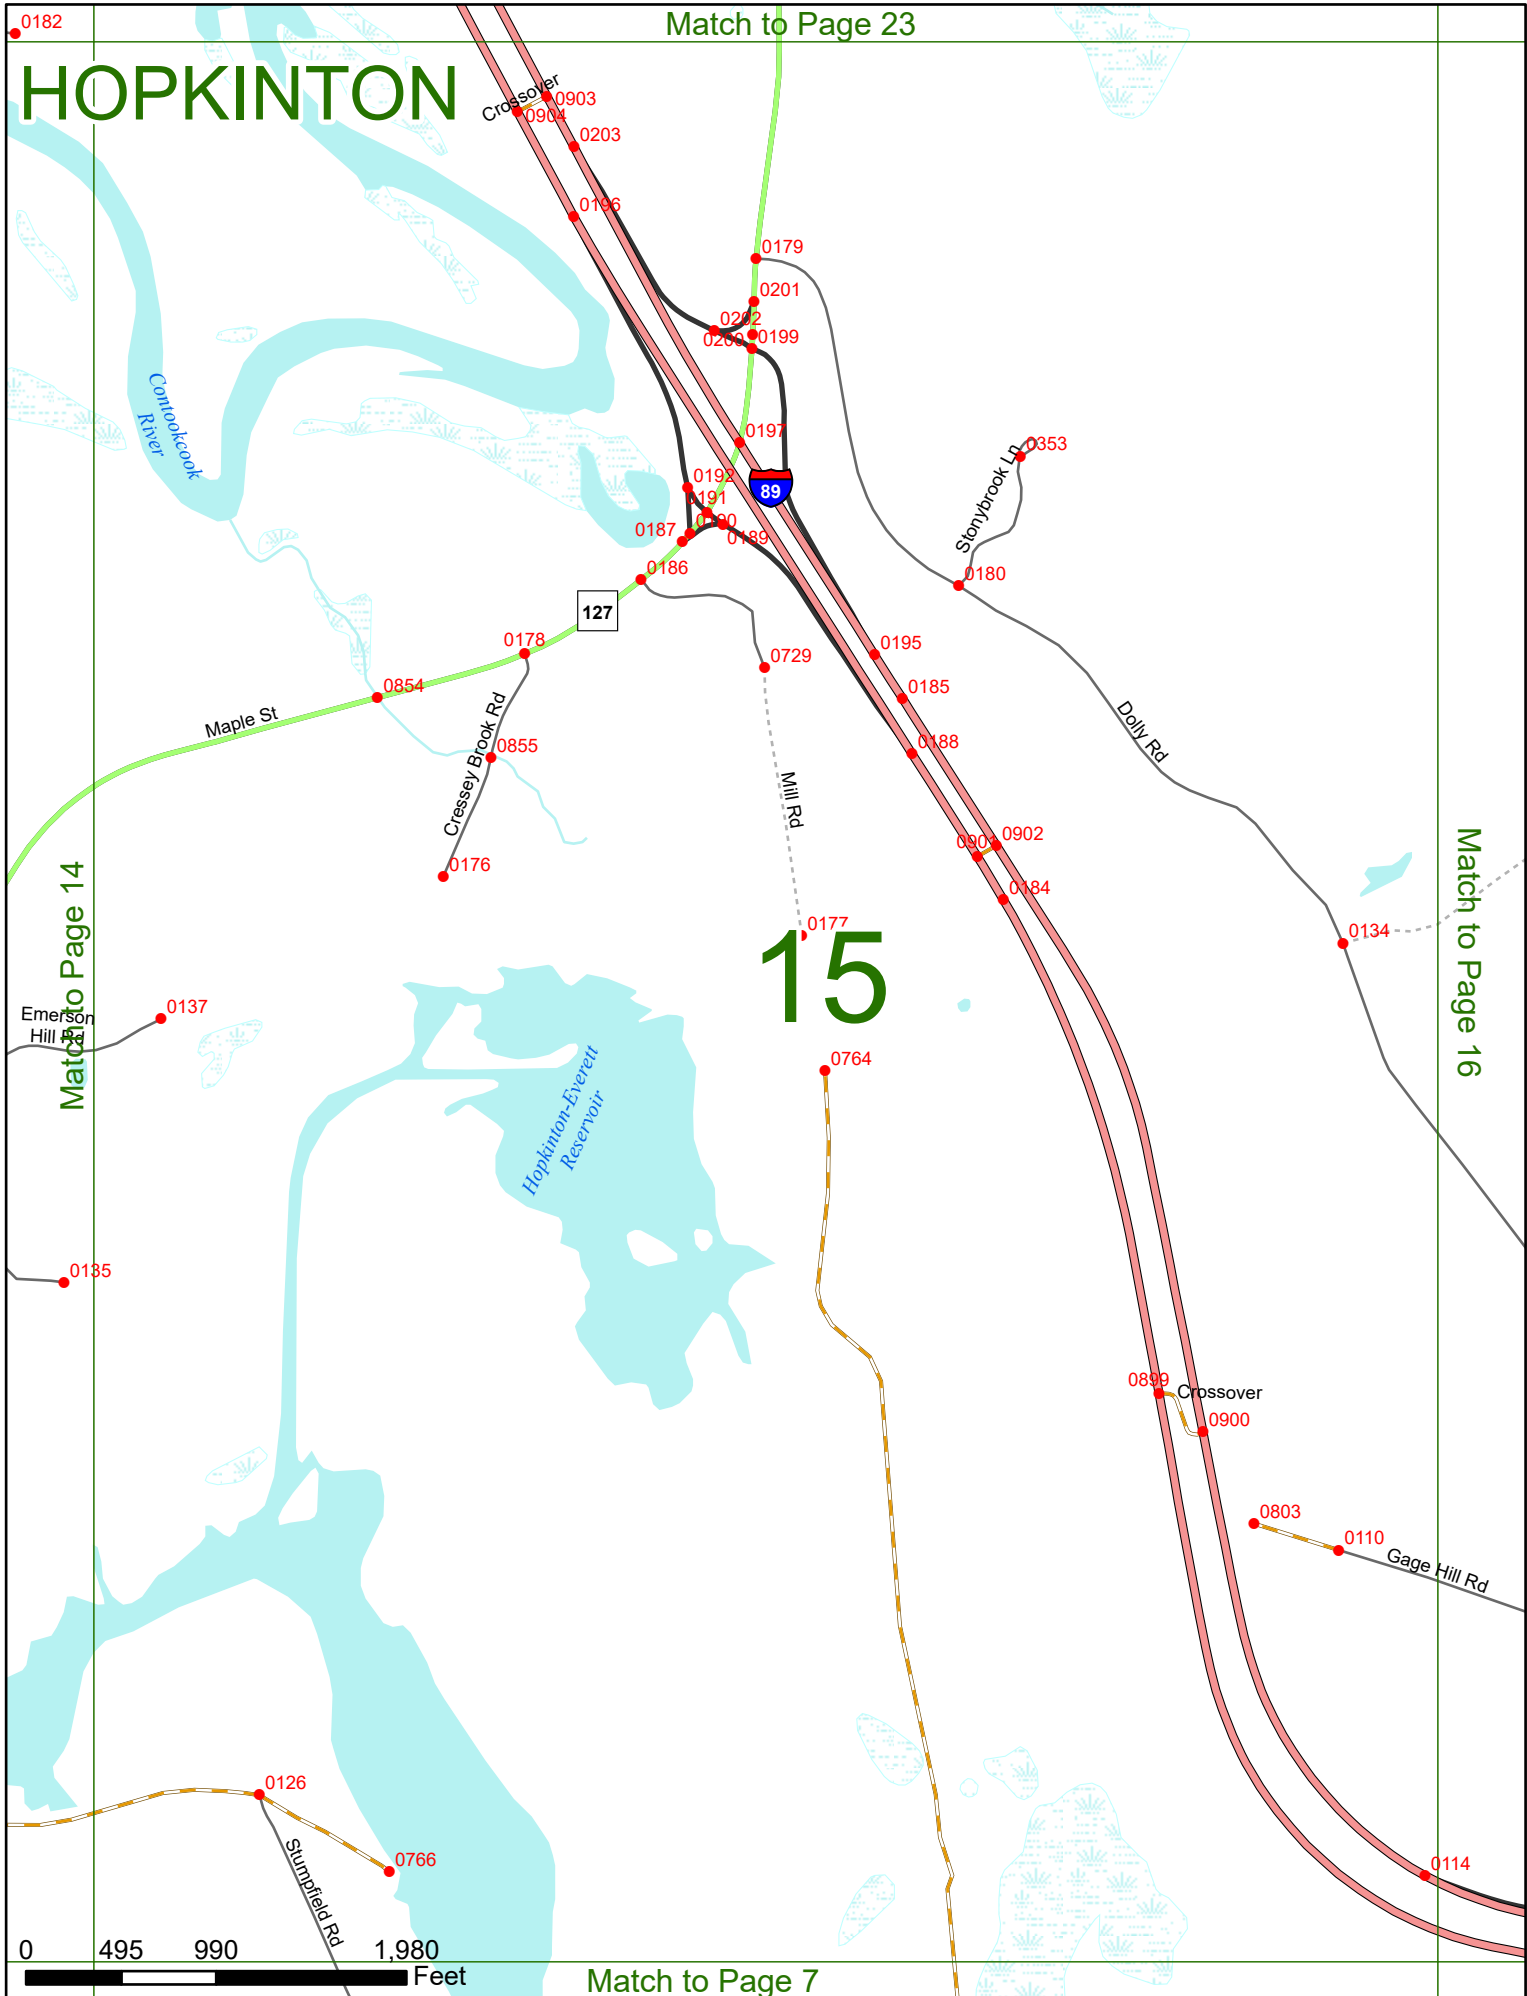 0182
Match to Page 23
HOPKINTON
Crossover
0903
0904
0203
0196
0179
0201
0202
0199
0200
Contookcook
River
0197
0353
89
0192
0191
Stonybrook Ln
0190
0187
0189
0186
0180
127
0178
0195
0729
0854
0185
Maple St
Cressey Brook Rd
Dolly Rd
0188
0855
Mill Rd
0902
0901
0176
0184
Match to Page 14
Match to Page 16
0177
0134
15
Emerson
Hill Rd
0137
0764
Hopkinton-Everett
Reservoir
0135
0899
Crossover
0900
0803
0110
Gage Hill Rd
0126
Stumpfield Rd
0766
0114
0 495 990 1,980
Feet
Match to Page 7